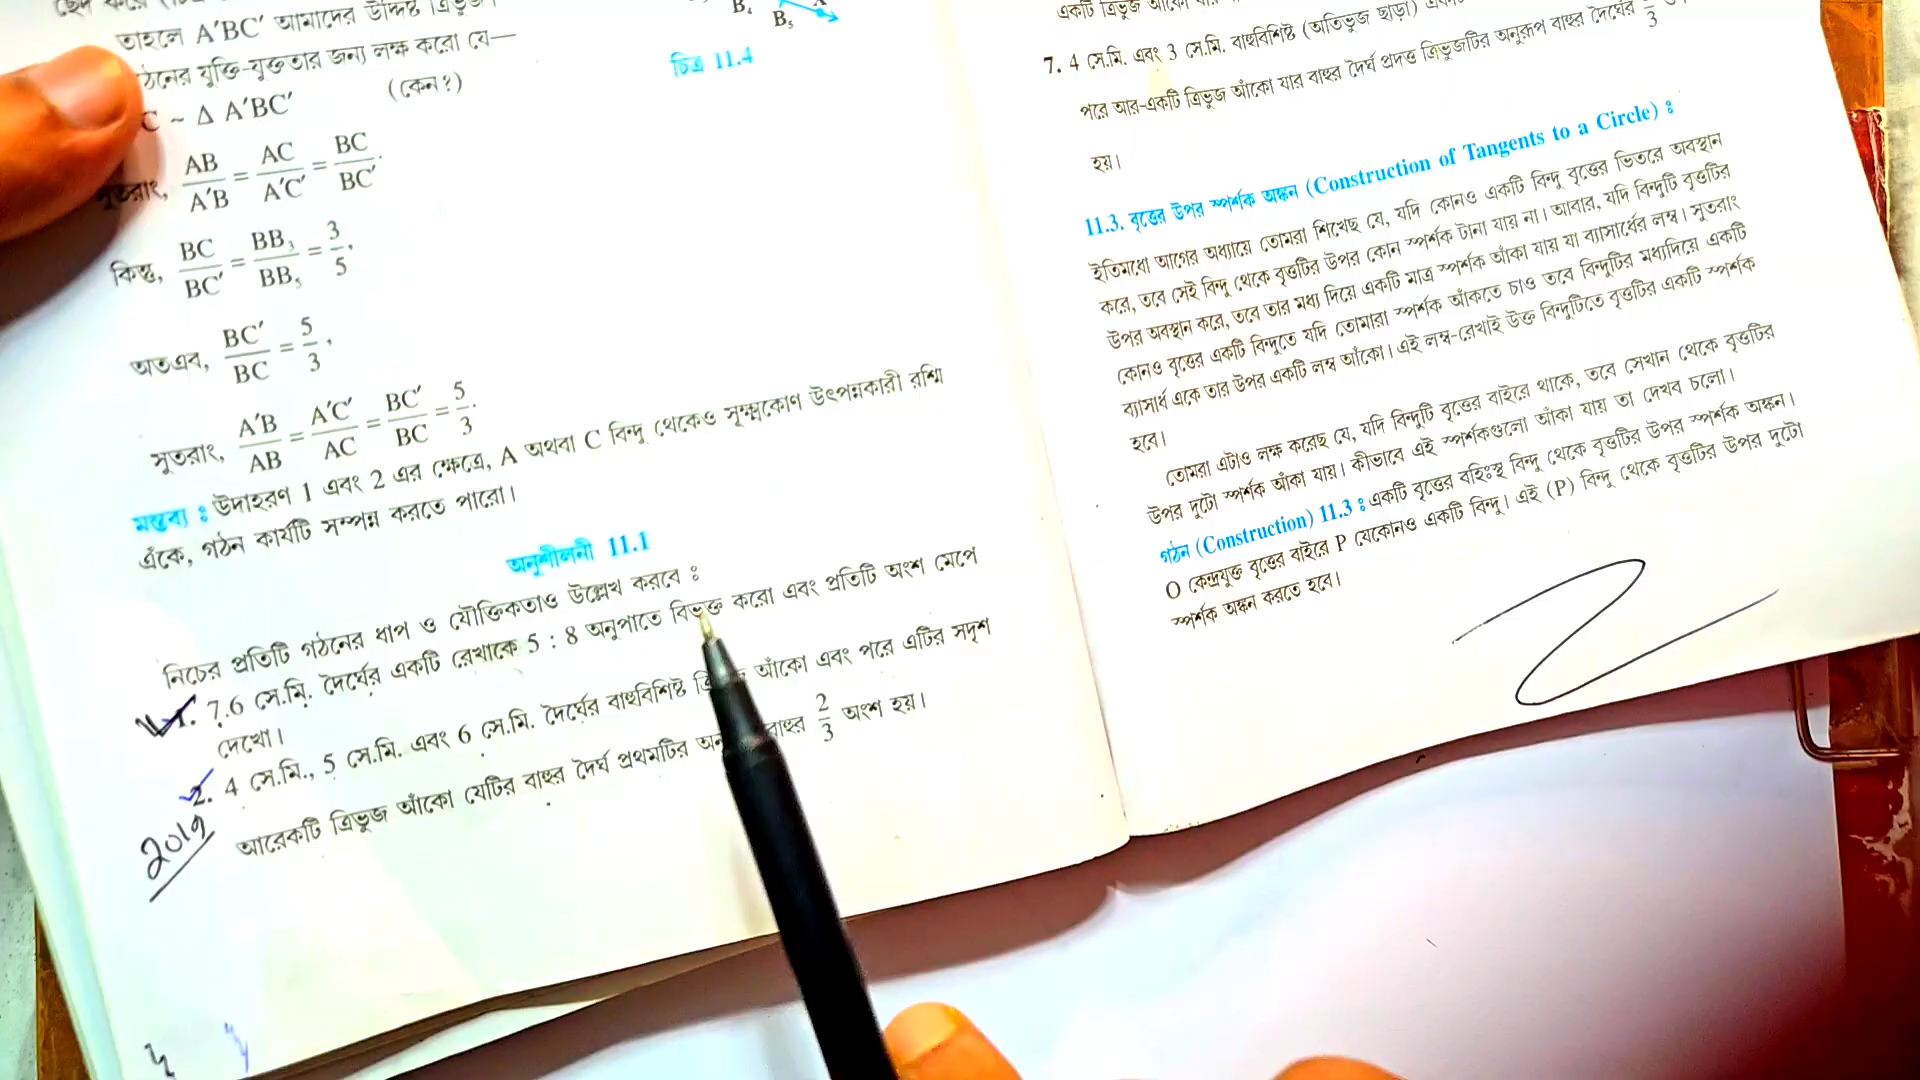 তাহলে A′BC′ আমাদের উদ্দিষ্ট ত্রিভুজ।
ঠনের যুক্তি-যুক্ততার জন্য লক্ষ করো যে—
C ~ Δ A′BC′ (কেন?)
সুতরাং, AB/A′B = AC/A′C′ = BC/BC′.
কিন্তু, BC/BC′ = BB₃/BB₅ = 3/5,
অতএব, BC′/BC = 5/3,
সুতরাং, A′B/AB = A′C′/AC = BC′/BC = 5/3.
মন্তব্য : উদাহরণ 1 এবং 2 এর ক্ষেত্রে, A অথবা C বিন্দু থেকেও সূক্ষ্মকোণ উৎপন্নকারী রশ্মি
এঁকে, গঠন কার্যটি সম্পন্ন করতে পারো।
অনুশীলনী 11.1
নিচের প্রতিটি গঠনের ধাপ ও যৌক্তিকতাও উল্লেখ করবে :
1. 7.6 সে.মি. দৈর্ঘ্যের একটি রেখাকে 5 : 8 অনুপাতে বিভক্ত করো এবং প্রতিটি অংশ মেপে
দেখো।
2. 4 সে.মি., 5 সে.মি. এবং 6 সে.মি. দৈর্ঘের বাহুবিশিষ্ট আঁকো এবং পরে এটির সদৃশ
আরেকটি ত্রিভুজ আঁকো যেটির বাহুর দৈর্ঘ প্রথমটির বাহুর 2/3 অংশ হয়।
2019
B₄
B₅
চিত্র 11.4
7. 4 সে.মি. এবং 3 সে.মি. বাহুবিশিষ্ট (অতিভুজ ছাড়া)
পরে আর-একটি ত্রিভুজ আঁকো যার বাহুর দৈর্ঘ প্রদত্ত ত্রিভুজটির অনুরূপ বাহুর দৈর্ঘের
হয়।
11.3. বৃত্তের উপর স্পর্শক অঙ্কন (Construction of Tangents to a Circle) :
ইতিমধ্যে আগের অধ্যায়ে তোমরা শিখেছ যে, যদি কোনও একটি বিন্দু বৃত্তের ভিতরে অবস্থান
করে, তবে সেই বিন্দু থেকে বৃত্তটির উপর কোন স্পর্শক টানা যায় না। আবার, যদি বিন্দুটি বৃত্তটির
উপর অবস্থান করে, তবে তার মধ্য দিয়ে একটি মাত্র স্পর্শক আঁকা যায় যা ব্যাসার্ধের লম্ব। সুতরাং
কোনও বৃত্তের একটি বিন্দুতে যদি তোমারা স্পর্শক আঁকতে চাও তবে বিন্দুটির মধ্যদিয়ে একটি
ব্যাসার্ধ এঁকে তার উপর একটি লম্ব আঁকো। এই লম্ব-রেখাই উক্ত বিন্দুটিতে বৃত্তটির একটি স্পর্শক
হবে।
তোমরা এটাও লক্ষ করেছ যে, যদি বিন্দুটি বৃত্তের বাইরে থাকে, তবে সেখান থেকে বৃত্তটির
উপর দুটো স্পর্শক আঁকা যায়। কীভাবে এই স্পর্শকগুলো আঁকা যায় তা দেখব চলো।
গঠন (Construction) 11.3 : একটি বৃত্তের বহিঃস্থ বিন্দু থেকে বৃত্তটির উপর স্পর্শক অঙ্কন।
O কেন্দ্রযুক্ত বৃত্তের বাইরে P যেকোনও একটি বিন্দু। এই (P) বিন্দু থেকে বৃত্তটির উপর দুটো
স্পর্শক অঙ্কন করতে হবে।